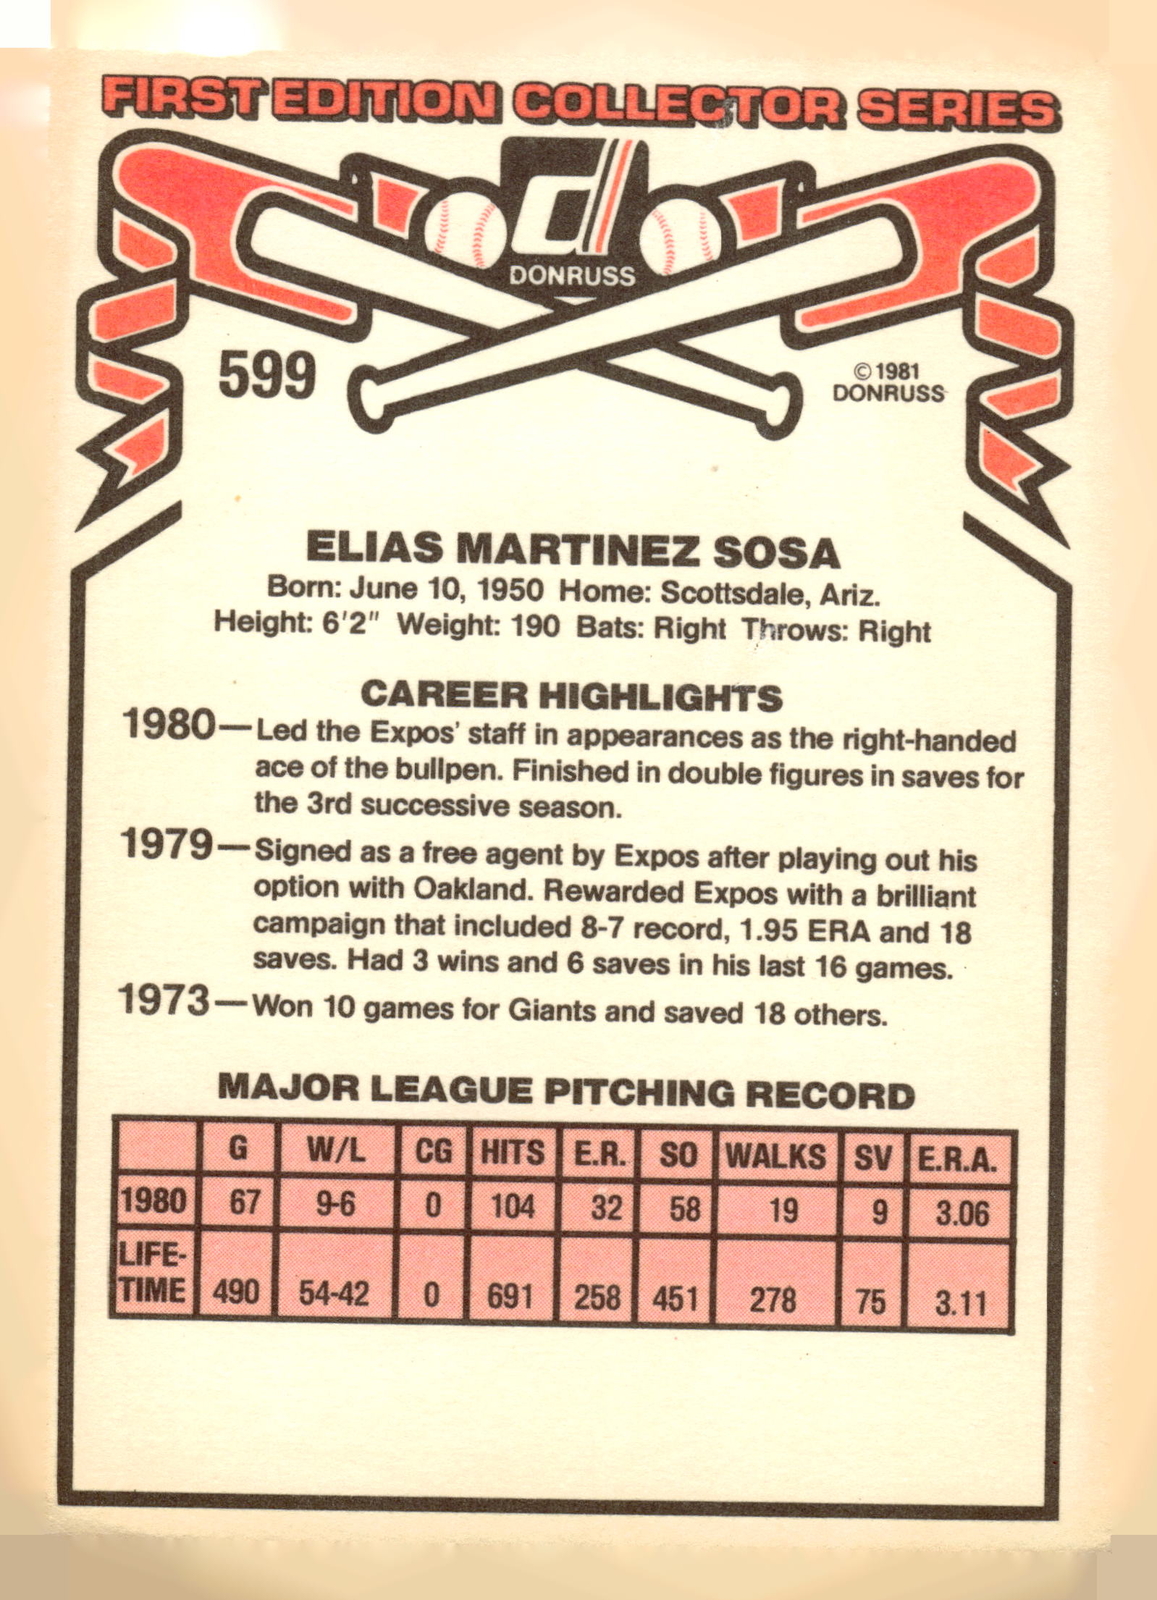 FIRST EDITION COLLECTOR SERIES
d
DONRUSS
599
© 1981
DONRUSS
ELIAS MARTINEZ SOSA
Born: June 10, 1950 Home: Scottsdale, Ariz.
Height: 6'2" Weight: 190 Bats: Right Throws: Right
CAREER HIGHLIGHTS
1980—Led the Expos' staff in appearances as the right-handed
ace of the bullpen. Finished in double figures in saves for
the 3rd successive season.
1979—Signed as a free agent by Expos after playing out his
option with Oakland. Rewarded Expos with a brilliant
campaign that included 8-7 record, 1.95 ERA and 18
saves. Had 3 wins and 6 saves in his last 16 games.
1973—Won 10 games for Giants and saved 18 others.
MAJOR LEAGUE PITCHING RECORD
G W/L CG HITS E.R. SO WALKS SV E.R.A.
1980 67 9-6 0 104 32 58 19 9 3.06
LIFE-
TIME 490 54-42 0 691 258 451 278 75 3.11